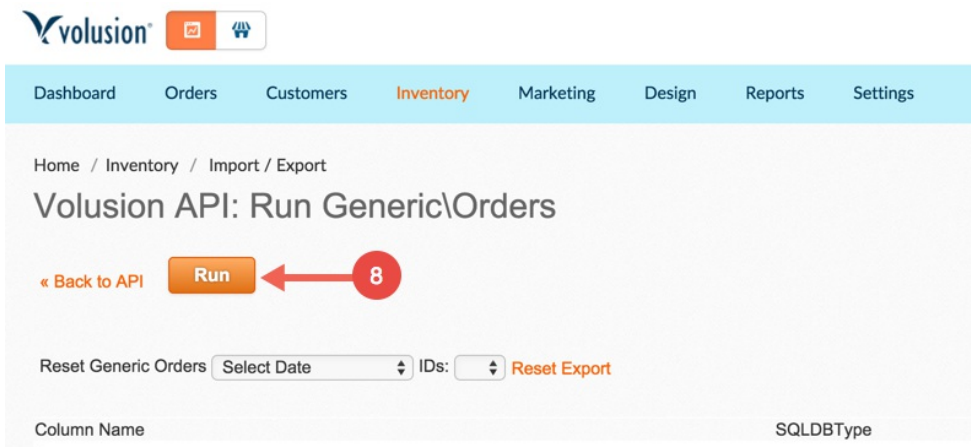 volusion
Dashboard Orders Customers Inventory Marketing Design Reports Settings
Home / Inventory / Import / Export
Volusion API: Run Generic\Orders
« Back to API Run 8
Reset Generic Orders Select Date IDs: Reset Export
Column Name SQLDBType